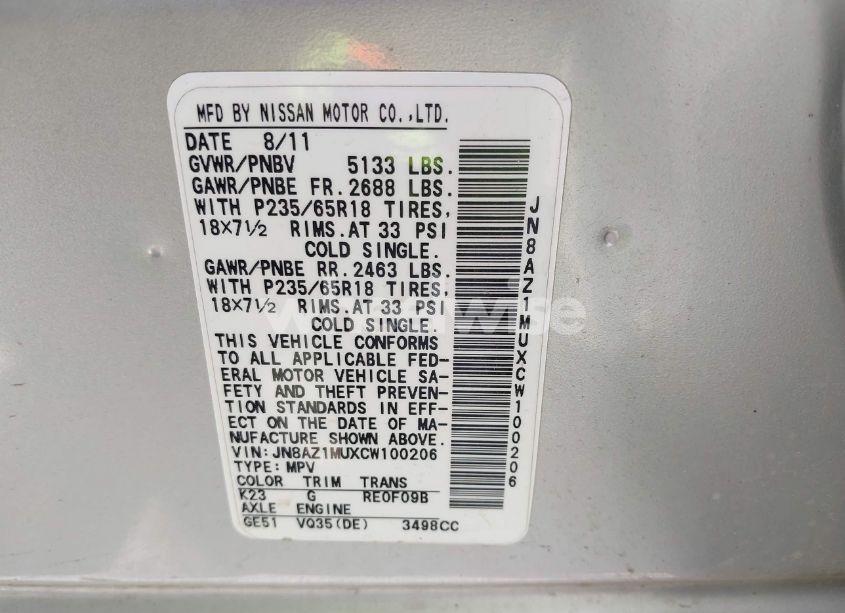 MFD BY NISSAN MOTOR CO.,LTD.
DATE 8/11
GVWR/PNBV 5133 LBS.
GAWR/PNBE FR.2688 LBS.
WITH P235/65R18 TIRES,
18×7½ RIMS.AT 33 PSI
COLD SINGLE.
GAWR/PNBE RR.2463 LBS.
WITH P235/65R18 TIRES,
18×7½ RIMS.AT 33 PSI
COLD SINGLE.
THIS VEHICLE CONFORMS
TO ALL APPLICABLE FED-
ERAL MOTOR VEHICLE SA-
FETY AND THEFT PREVEN-
TION STANDARDS IN EFF-
ECT ON THE DATE OF MA-
NUFACTURE SHOWN ABOVE.
VIN:JN8AZ1MUXCW100206
TYPE:MPV
COLOR TRIM TRANS
K23 G RE0F09B
AXLE ENGINE
GE51 VQ35(DE) 3498CC
JN8AZ1MUXCW100206